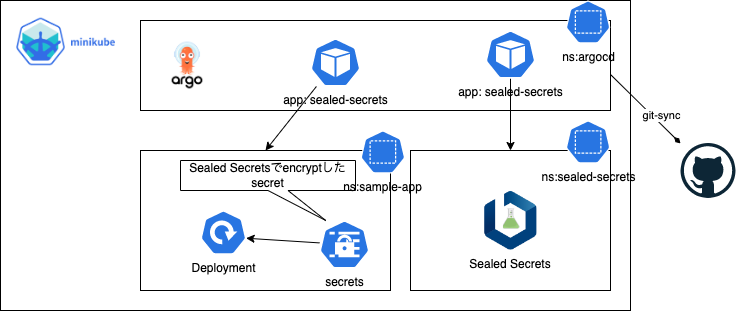 minikube
argo
ns:argocd
app: sealed-secrets
app: sealed-secrets
git-sync
Sealed Secretsでencryptした
secret
ns:sample-app
ns:sealed-secrets
Deployment
secrets
Sealed Secrets